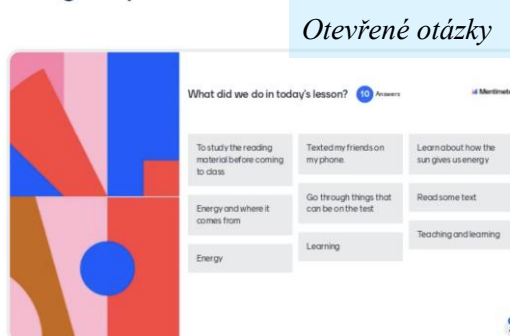 Otevřené otázky
What did we do in today's lesson? 10 Answers
Mentimeter
To study the reading
material before coming
to class
Energy and where it
comes from
Energy
Texted my friends on
my phone.
Go through things that
can be on the test
Learning
Learn about how the
sun gives us energy
Read some text
Teaching and learning